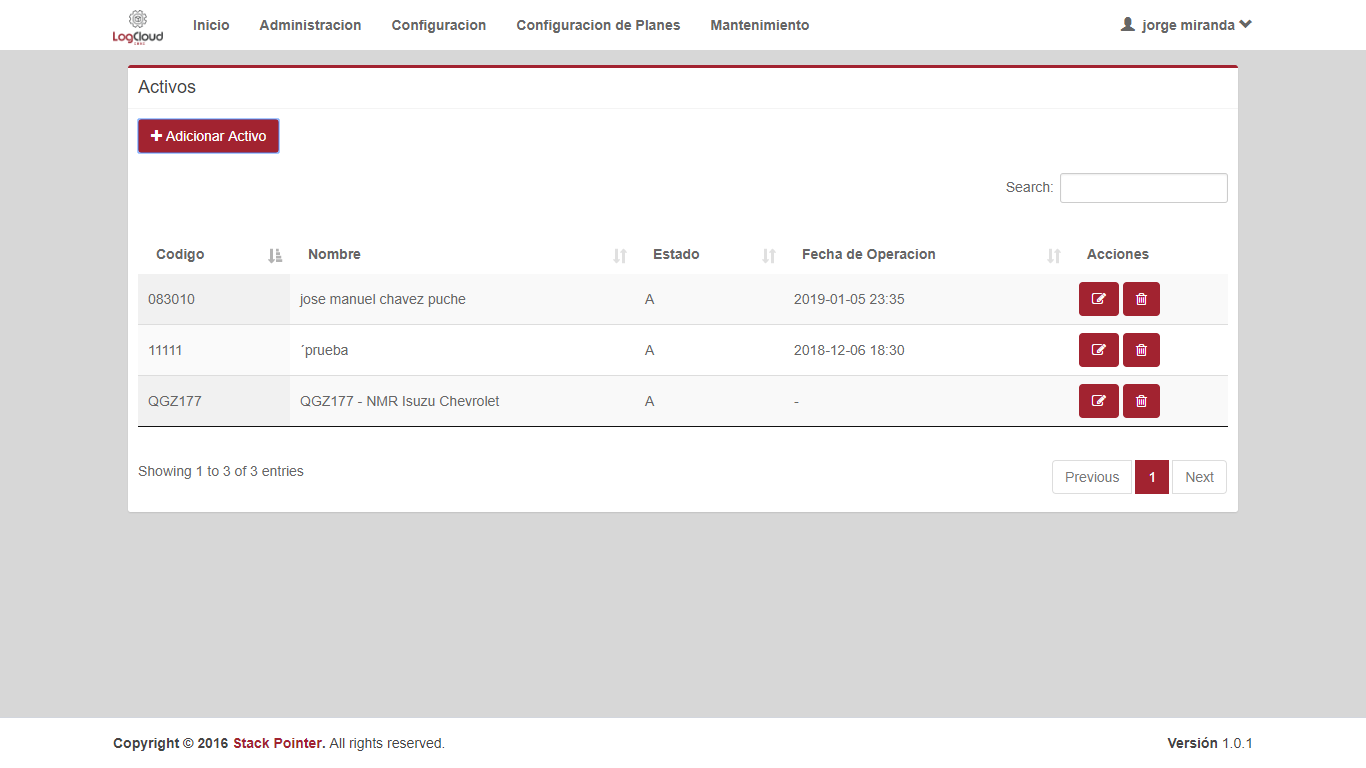 LogCloud Inicio Administracion Configuracion Configuracion de Planes Mantenimiento jorge miranda
Activos
Adicionar Activo
Search:
Codigo Nombre Estado Fecha de Operacion Acciones
083010 jose manuel chavez puche A 2019-01-05 23:35
11111 ´prueba A 2018-12-06 18:30
QGZ177 QGZ177 - NMR Isuzu Chevrolet A -
Showing 1 to 3 of 3 entries Previous 1 Next
Copyright © 2016 Stack Pointer. All rights reserved. Versión 1.0.1